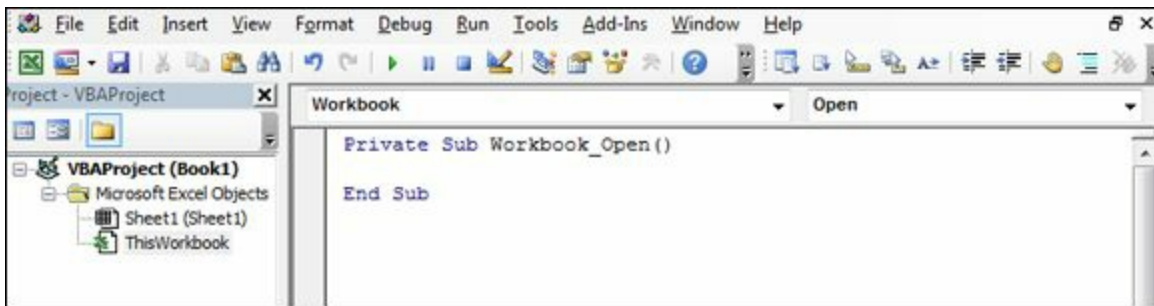 File Edit Insert View Format Debug Run Tools Add-Ins Window Help
roject - VBAProject
Workbook
Open
VBAProject (Book1)
Microsoft Excel Objects
Sheet1 (Sheet1)
ThisWorkbook
Private Sub Workbook_Open()
End Sub